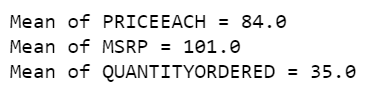 Mean of PRICEEACH = 84.0
Mean of MSRP = 101.0
Mean of QUANTITYORDERED = 35.0